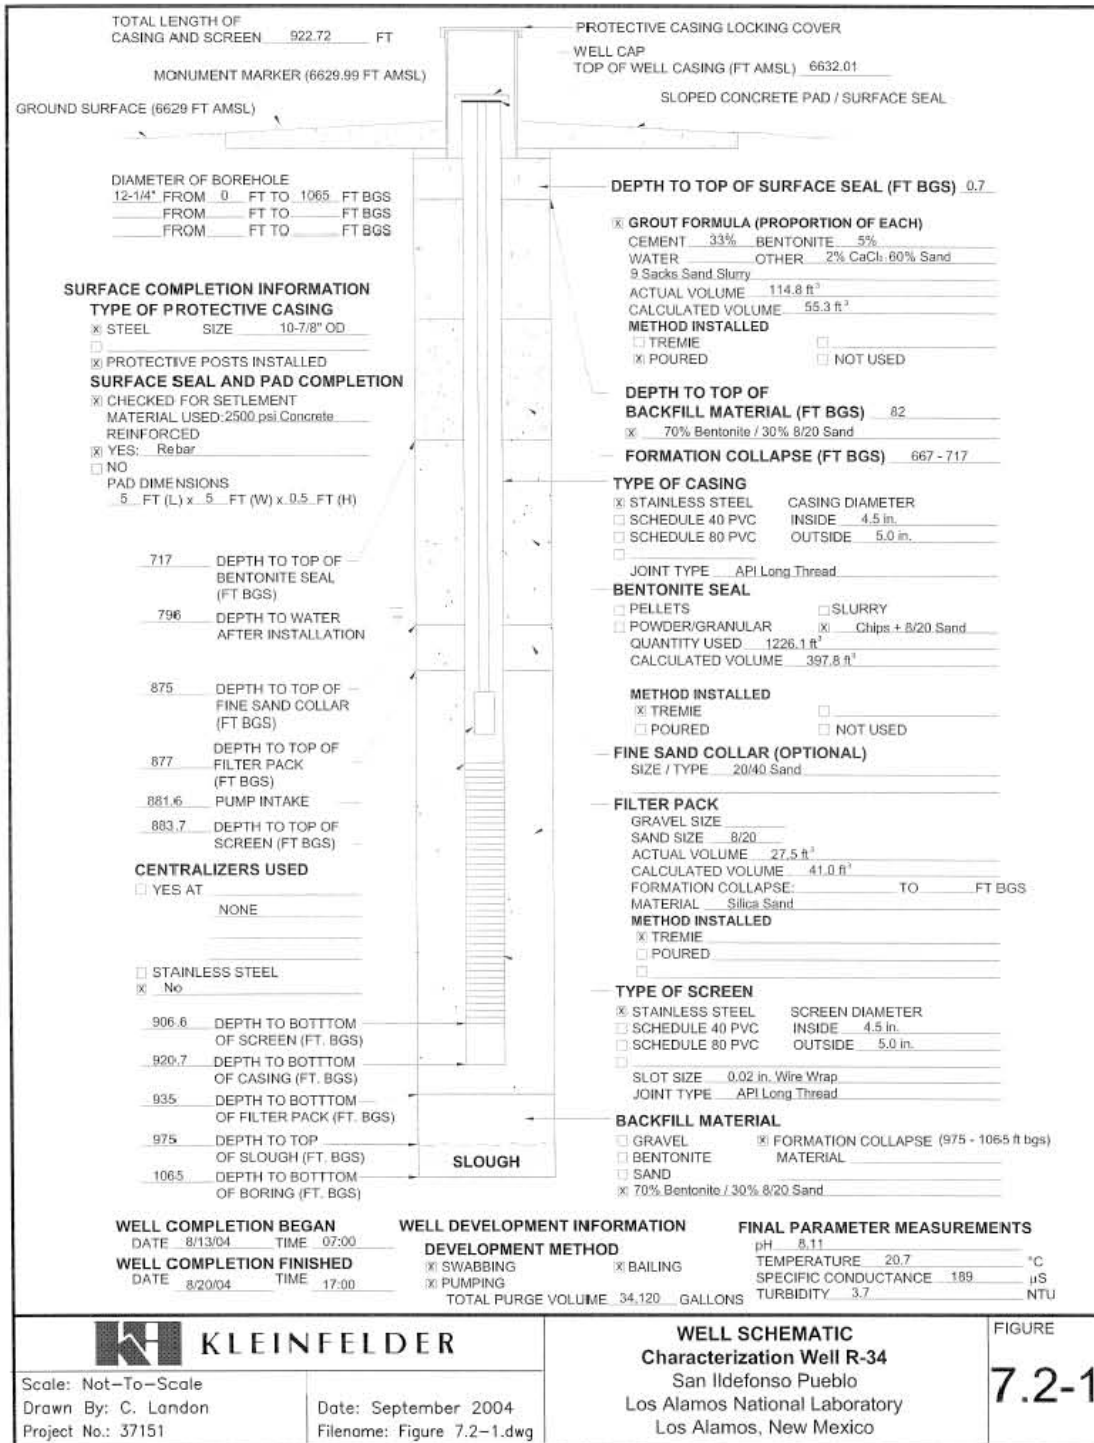 TOTAL LENGTH OF
CASING AND SCREEN 922.72 FT
MONUMENT MARKER (6629.99 FT AMSL)
GROUND SURFACE (6629 FT AMSL)
PROTECTIVE CASING LOCKING COVER
WELL CAP
TOP OF WELL CASING (FT AMSL) 6632.01
SLOPED CONCRETE PAD / SURFACE SEAL
DIAMETER OF BOREHOLE
12-1/4" FROM 0 FT TO 1065 FT BGS
FROM FT TO FT BGS
FROM FT TO FT BGS
SURFACE COMPLETION INFORMATION
TYPE OF PROTECTIVE CASING
☒ STEEL SIZE 10-7/8" OD
☐
☒ PROTECTIVE POSTS INSTALLED
SURFACE SEAL AND PAD COMPLETION
☒ CHECKED FOR SETLEMENT
MATERIAL USED: 2500 psi Concrete
REINFORCED
☒ YES: Rebar
☐ NO
PAD DIMENSIONS
5 FT (L) x 5 FT (W) x 0.5 FT (H)
717 DEPTH TO TOP OF
BENTONITE SEAL
(FT BGS)
796 DEPTH TO WATER
AFTER INSTALLATION
875 DEPTH TO TOP OF
FINE SAND COLLAR
(FT BGS)
DEPTH TO TOP OF
877 FILTER PACK
(FT BGS)
881.6 PUMP INTAKE
883.7 DEPTH TO TOP OF
SCREEN (FT BGS)
CENTRALIZERS USED
☐ YES AT
NONE
☐ STAINLESS STEEL
☒ No
906.6 DEPTH TO BOTTTOM
OF SCREEN (FT. BGS)
920.7 DEPTH TO BOTTTOM
OF CASING (FT. BGS)
935 DEPTH TO BOTTTOM
OF FILTER PACK (FT. BGS)
975 DEPTH TO TOP
OF SLOUGH (FT. BGS)
1065 DEPTH TO BOTTTOM
OF BORING (FT. BGS)
SLOUGH
DEPTH TO TOP OF SURFACE SEAL (FT BGS) 0.7
☒ GROUT FORMULA (PROPORTION OF EACH)
CEMENT 33% BENTONITE 5%
WATER OTHER 2% CaCl₂ 60% Sand
9 Sacks Sand Slurry
ACTUAL VOLUME 114.8 ft³
CALCULATED VOLUME 55.3 ft³
METHOD INSTALLED
☐ TREMIE ☐
☒ POURED ☐ NOT USED
DEPTH TO TOP OF
BACKFILL MATERIAL (FT BGS) 82
☒ 70% Bentonite / 30% 8/20 Sand
FORMATION COLLAPSE (FT BGS) 667 - 717
TYPE OF CASING
☒ STAINLESS STEEL CASING DIAMETER
☐ SCHEDULE 40 PVC INSIDE 4.5 in.
☐ SCHEDULE 80 PVC OUTSIDE 5.0 in.
☐
JOINT TYPE API Long Thread
BENTONITE SEAL
☐ PELLETS ☐ SLURRY
☐ POWDER/GRANULAR ☒ Chips + 8/20 Sand
QUANTITY USED 1226.1 ft³
CALCULATED VOLUME 397.8 ft³
METHOD INSTALLED
☒ TREMIE ☐
☐ POURED ☐ NOT USED
FINE SAND COLLAR (OPTIONAL)
SIZE / TYPE 20/40 Sand
FILTER PACK
GRAVEL SIZE
SAND SIZE 8/20
ACTUAL VOLUME 27.5 ft³
CALCULATED VOLUME 41.0 ft³
FORMATION COLLAPSE: TO FT BGS
MATERIAL Silica Sand
METHOD INSTALLED
☒ TREMIE
☐ POURED
☐
TYPE OF SCREEN
☒ STAINLESS STEEL SCREEN DIAMETER
☐ SCHEDULE 40 PVC INSIDE 4.5 in.
☐ SCHEDULE 80 PVC OUTSIDE 5.0 in.
☐
SLOT SIZE 0.02 in. Wire Wrap
JOINT TYPE API Long Thread
BACKFILL MATERIAL
☐ GRAVEL ☒ FORMATION COLLAPSE (975 - 1065 ft bgs)
☐ BENTONITE MATERIAL
☐ SAND
☒ 70% Bentonite / 30% 8/20 Sand
WELL COMPLETION BEGAN
DATE 8/13/04 TIME 07:00
WELL COMPLETION FINISHED
DATE 8/20/04 TIME 17:00
WELL DEVELOPMENT INFORMATION
DEVELOPMENT METHOD
☒ SWABBING ☒ BAILING
☒ PUMPING
TOTAL PURGE VOLUME 34,120 GALLONS
FINAL PARAMETER MEASUREMENTS
pH 8.11
TEMPERATURE 20.7 °C
SPECIFIC CONDUCTANCE 189 µS
TURBIDITY 3.7 NTU
KLEINFELDER
Scale: Not-To-Scale
Drawn By: C. Landon
Project No.: 37151
Date: September 2004
Filename: Figure 7.2-1.dwg
WELL SCHEMATIC
Characterization Well R-34
San Ildefonso Pueblo
Los Alamos National Laboratory
Los Alamos, New Mexico
FIGURE
7.2-1